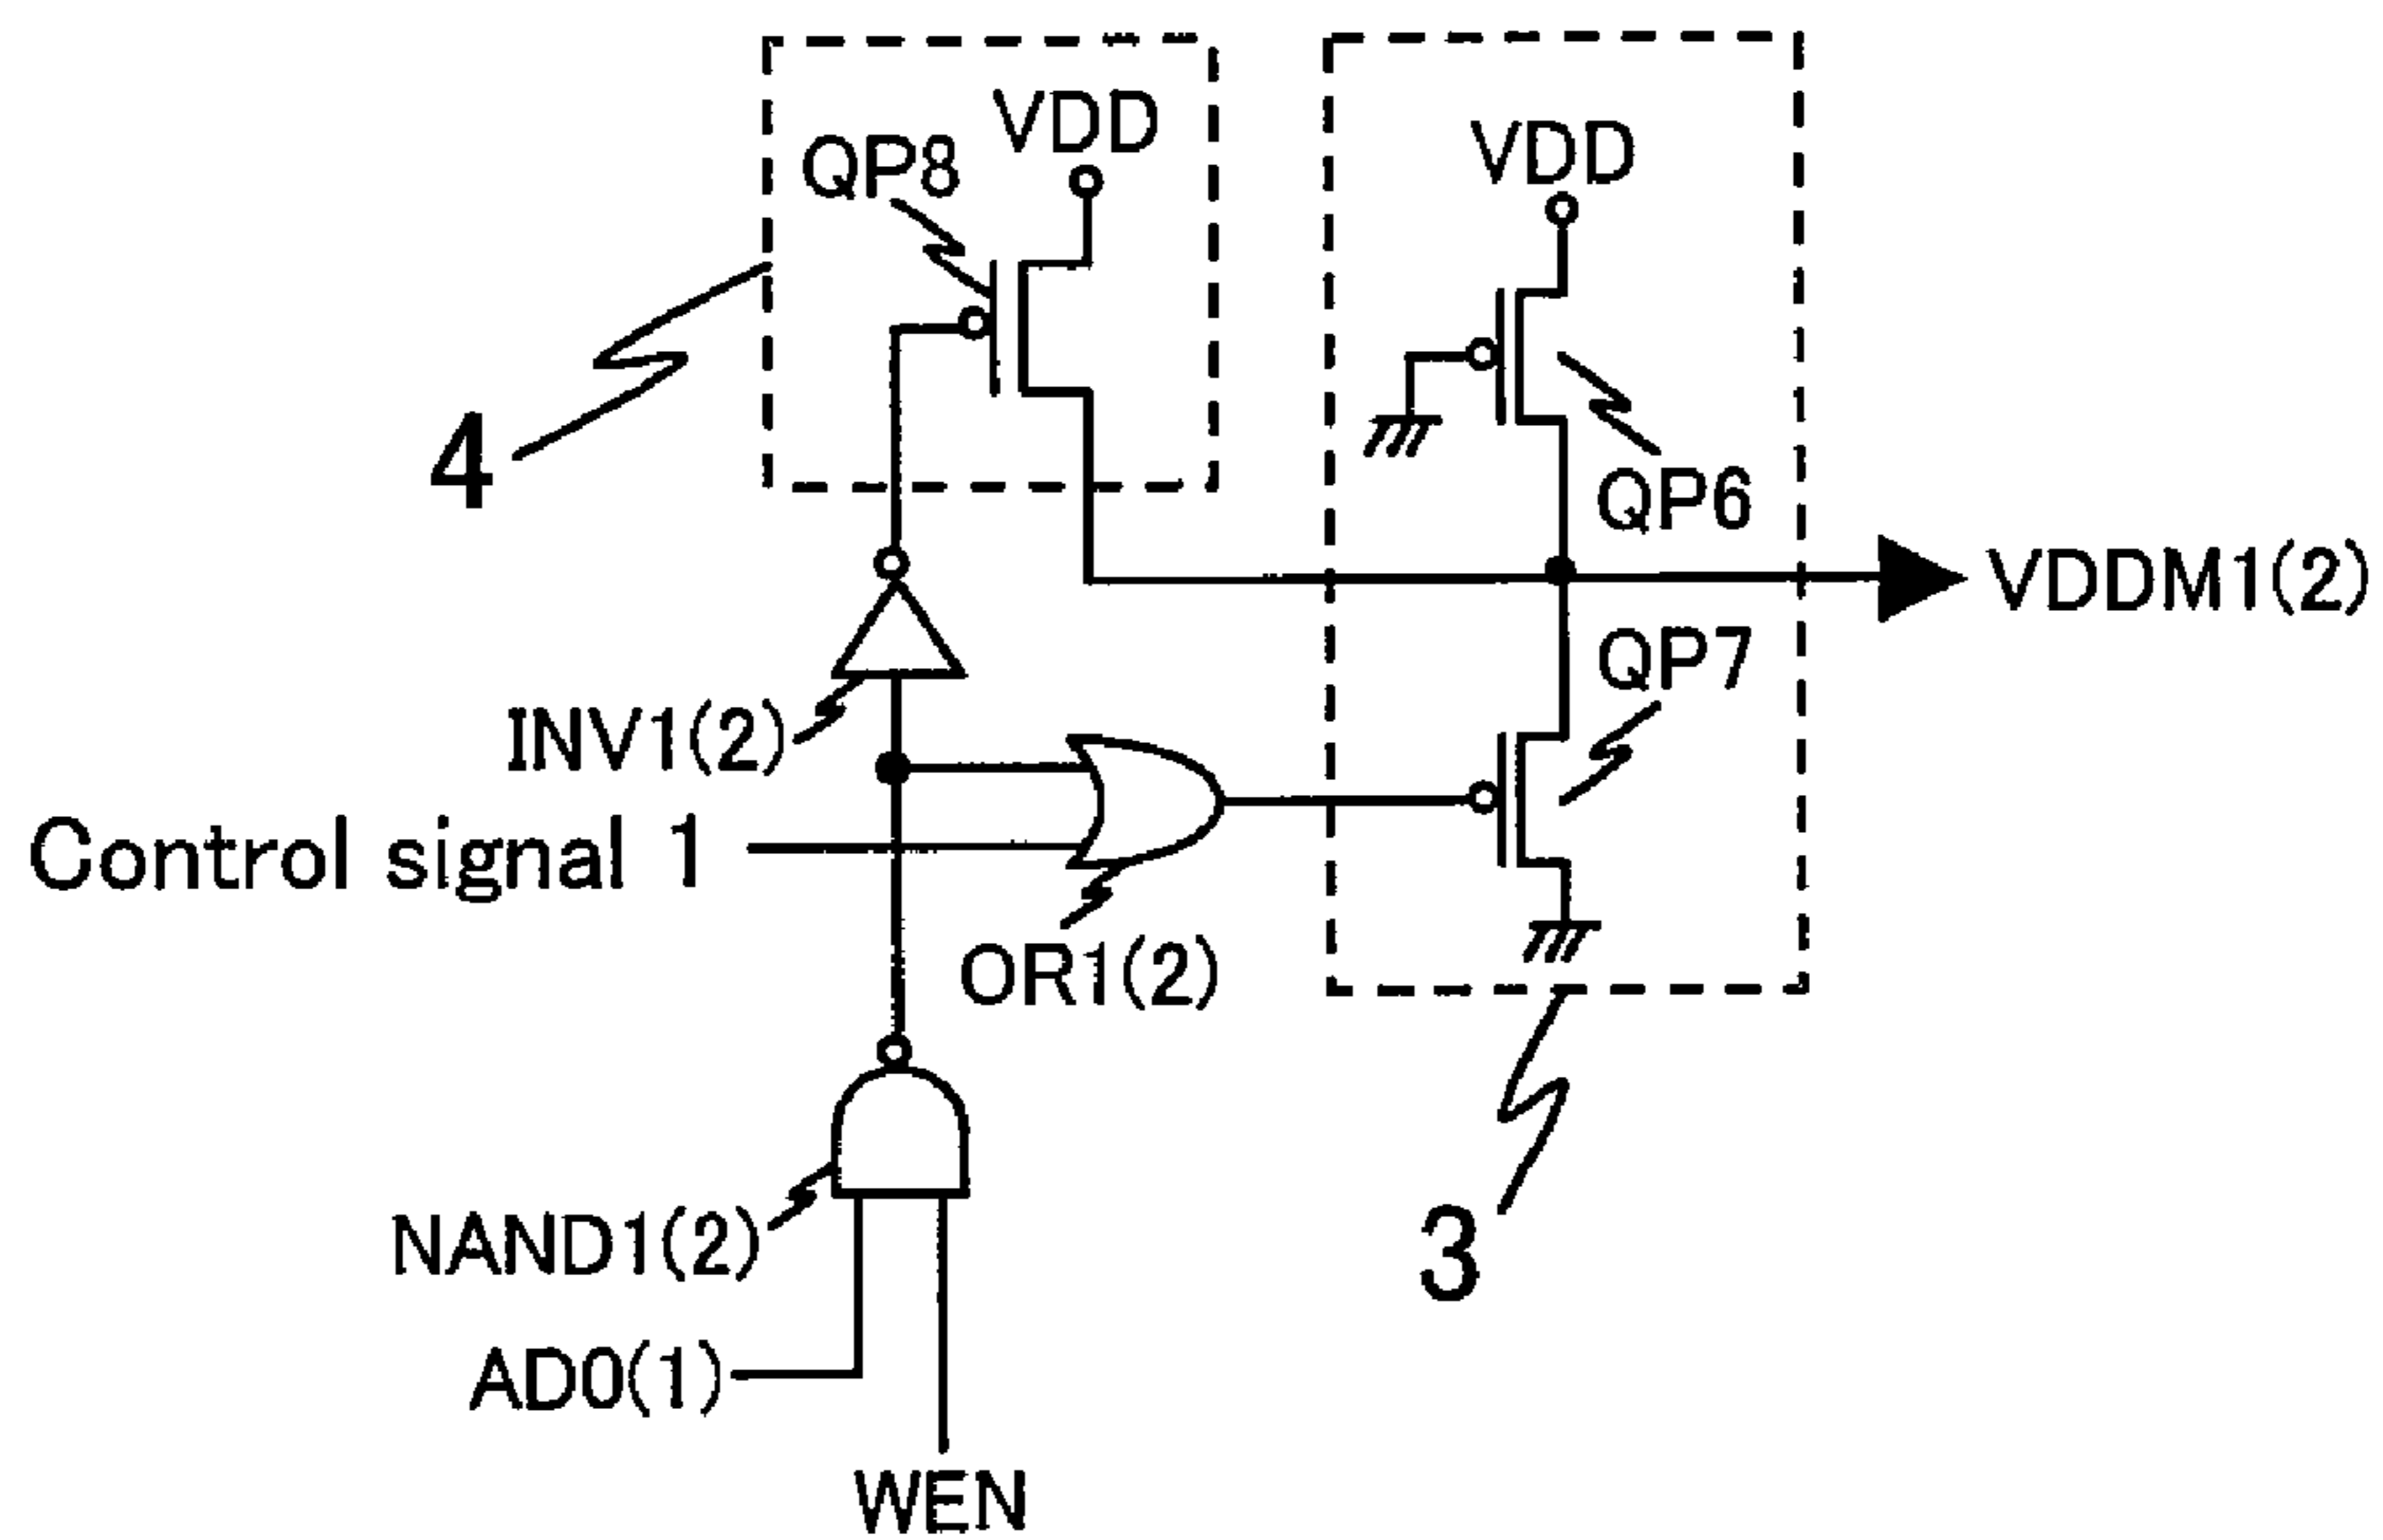 VDD
QP8
VDD
4
QP6
VDDM1(2)
QP7
INV1(2)
Control signal 1
OR1(2)
NAND1(2)
3
AD0(1)
WEN